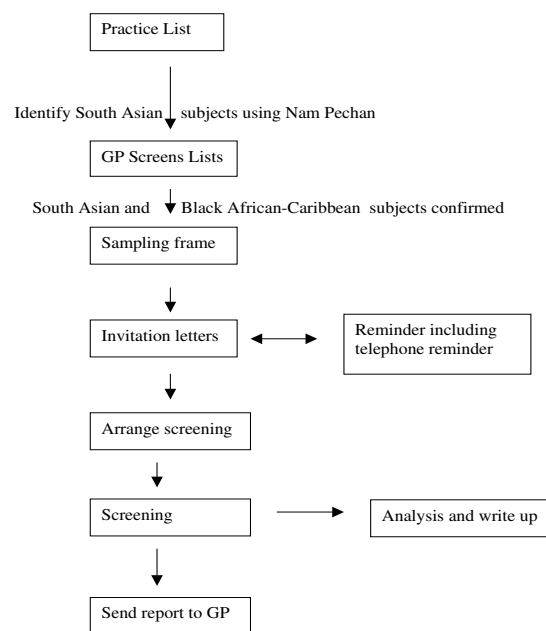 Practice List
Identify South Asian subjects using Nam Pechan
GP Screens Lists
South Asian and Black African-Caribbean subjects confirmed
Sampling frame
Invitation letters
Reminder including
telephone reminder
Arrange screening
Screening
Analysis and write up
Send report to GP